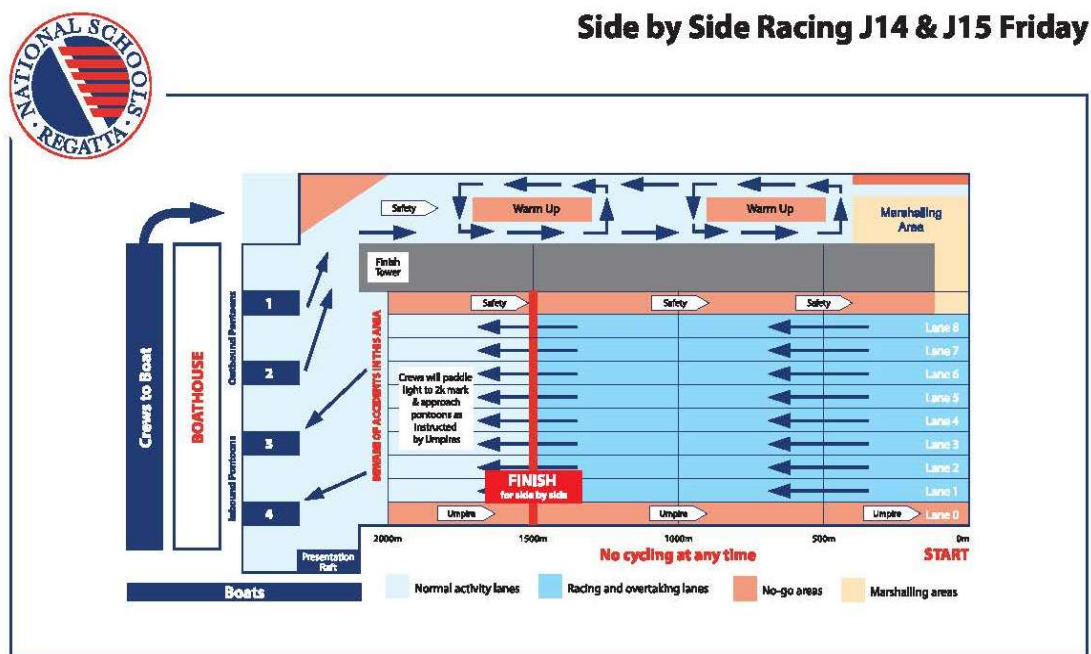 Side by Side Racing J14 & J15 Friday
NATIONAL SCHOOLS
· REGATTA ·
Safety
Warm Up
Warm Up
Marshalling
Area
Finish
Tower
Crews to Boat
BOATHOUSE
Outbound Pontoons
Inbound Pontoons
1
2
3
4
BEWARE OF ACCIDENTS IN THIS AREA
Safety
Safety
Safety
Lane 8
Lane 7
Lane 6
Lane 5
Lane 4
Lane 3
Lane 2
Lane 1
Lane 0
Crews will paddle
light to 2k mark
& approach
pontoons as
instructed
by Umpires
FINISH
for side by side
Umpire
Umpire
Umpire
2000m
1500m
1000m
500m
0m
Presentation
Raft
No cycling at any time
START
Boats
Normal activity lanes
Racing and overtaking lanes
No-go areas
Marshalling areas